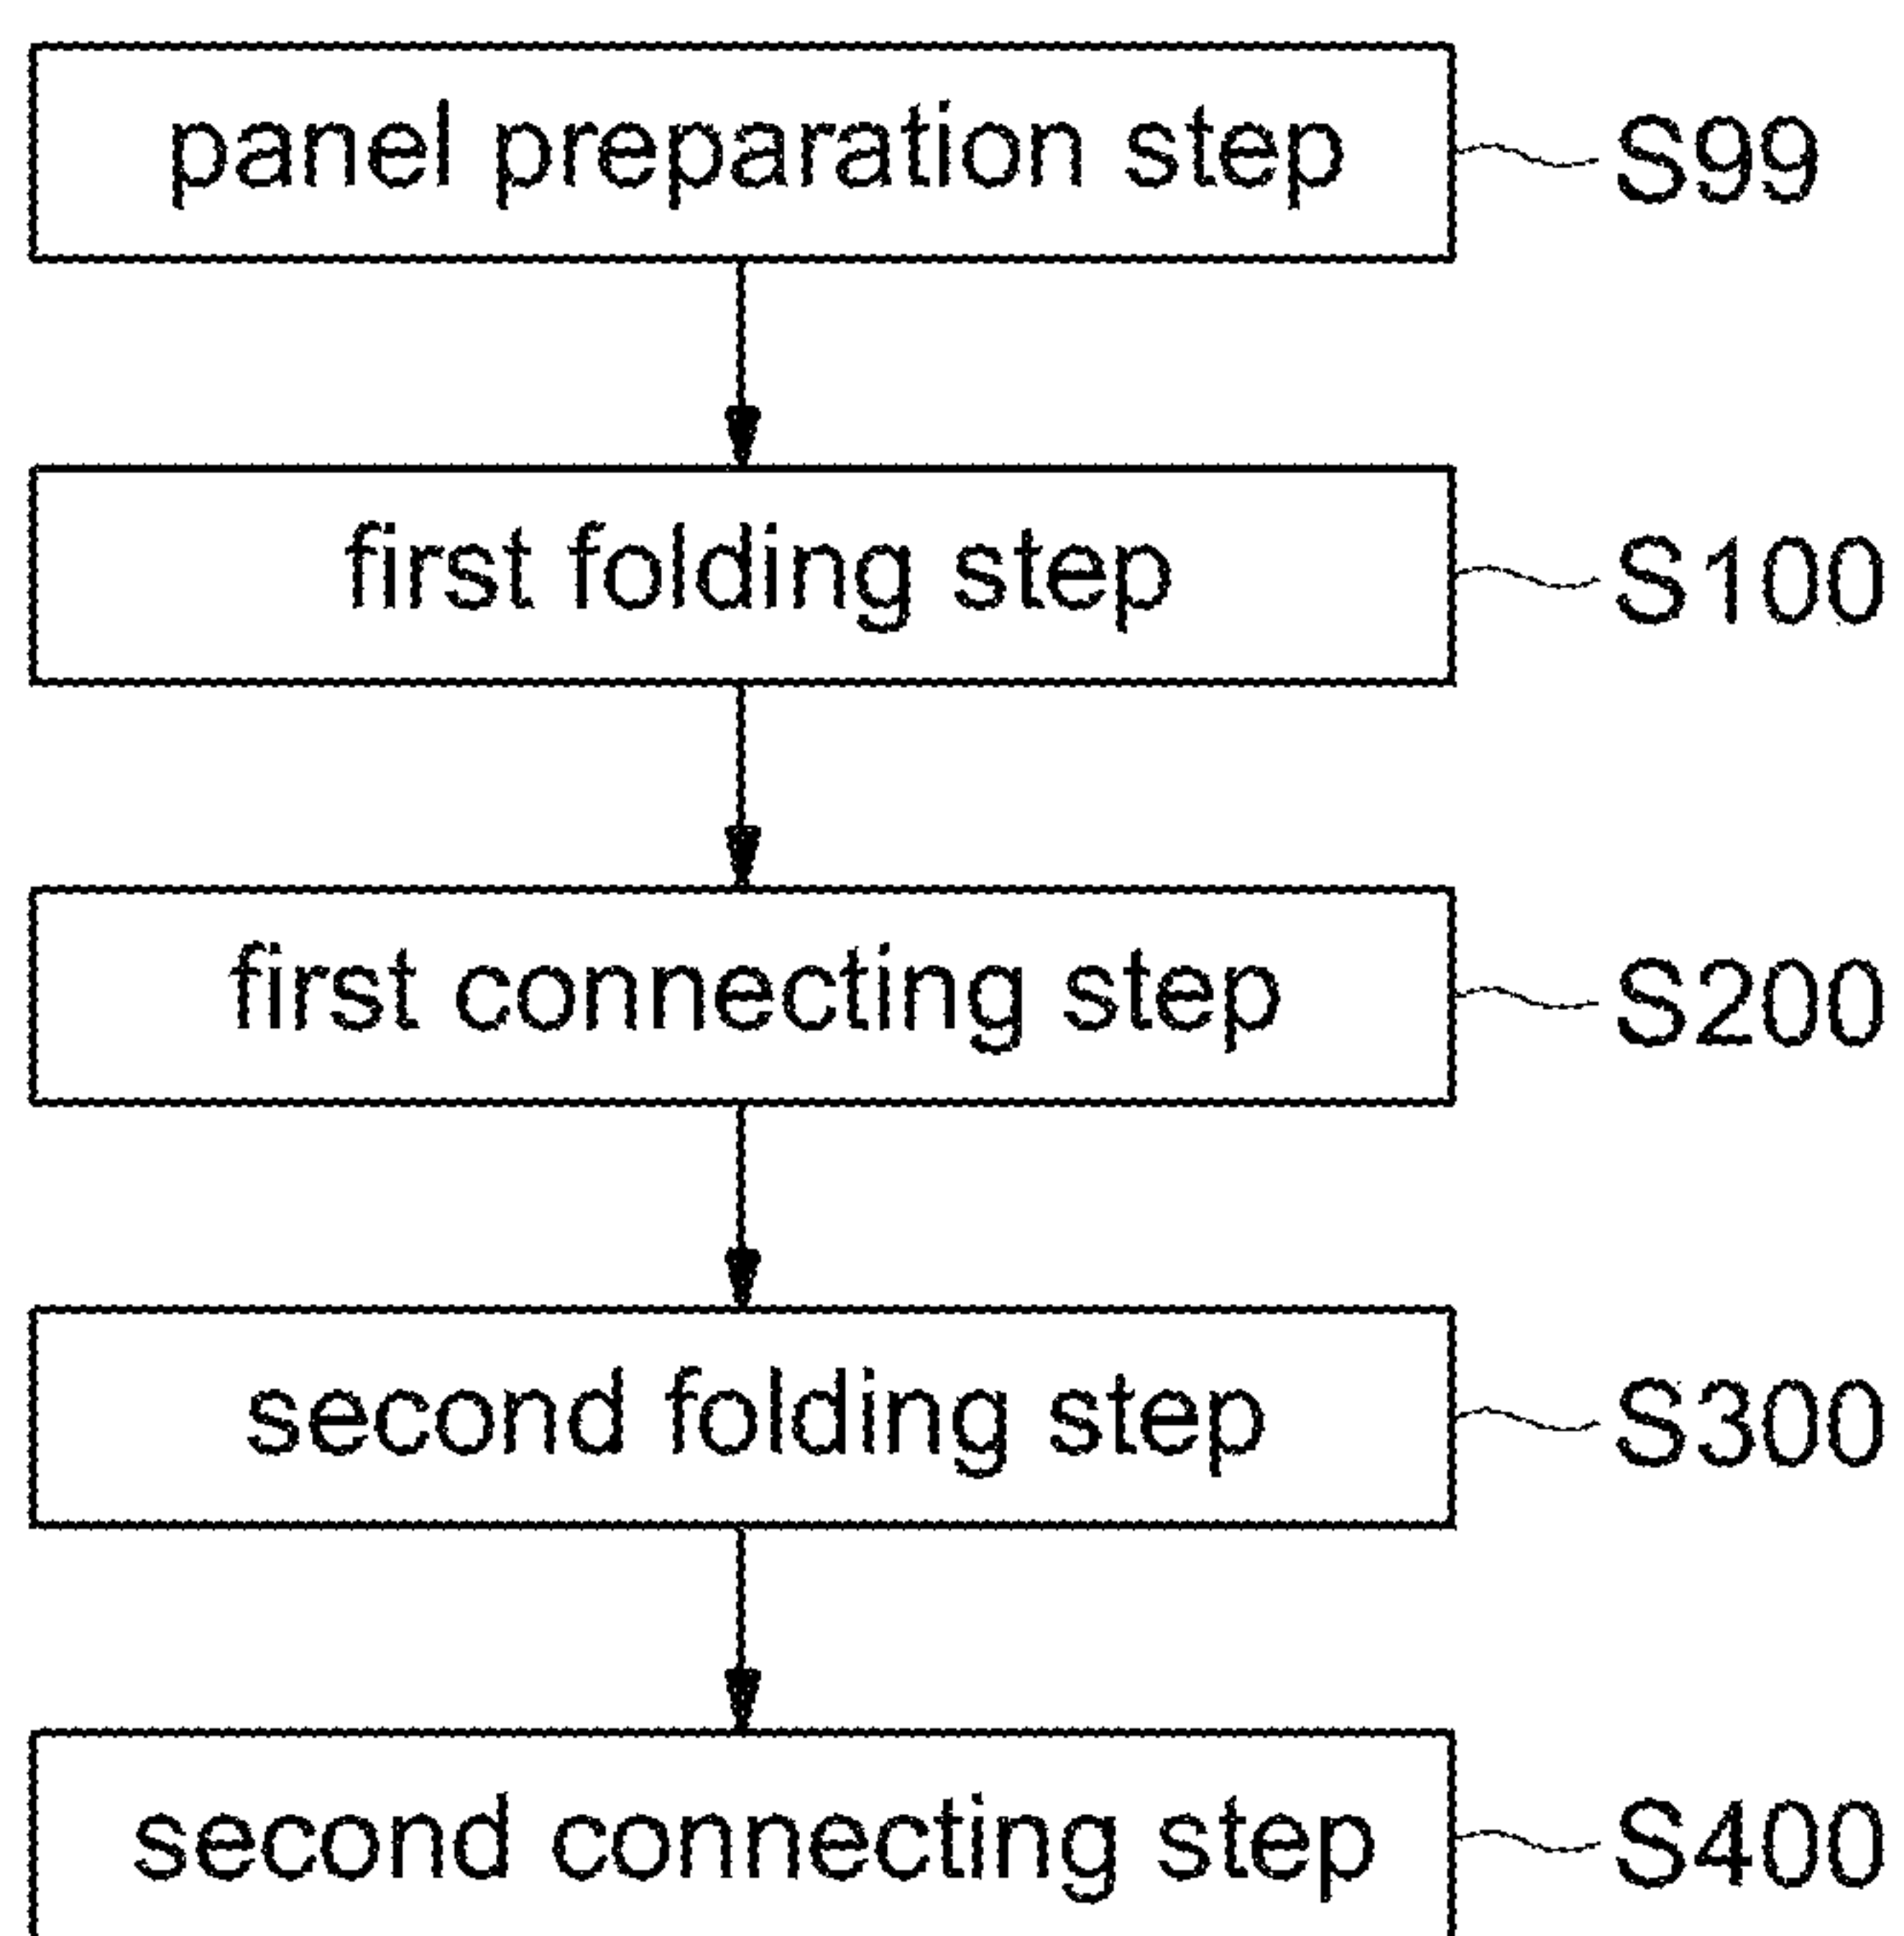 panel preparation step S99
first folding step S100
first connecting step S200
second folding step S300
second connecting step S400